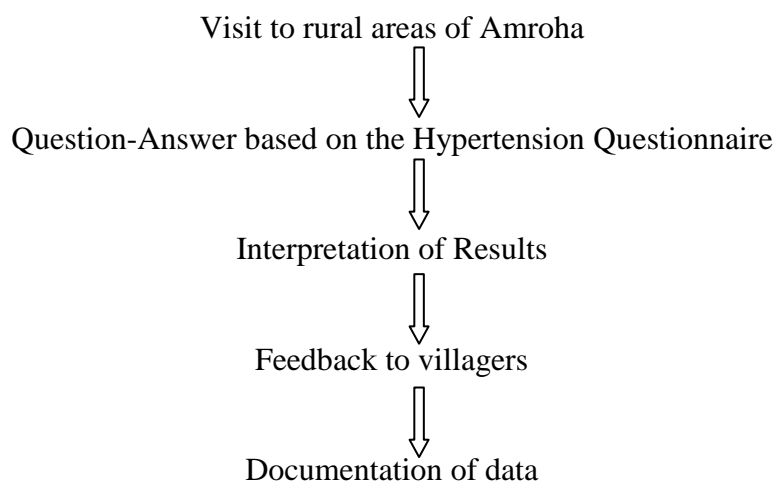 Visit to rural areas of Amroha
Question-Answer based on the Hypertension Questionnaire
Interpretation of Results
Feedback to villagers
Documentation of data